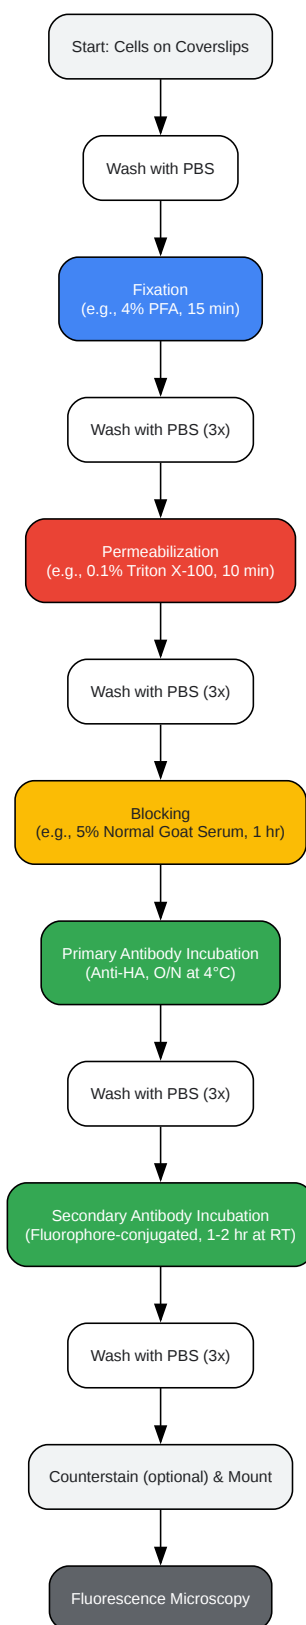 Start: Cells on Coverslips
Wash with PBS
Fixation
(e.g., 4% PFA, 15 min)
Wash with PBS (3x)
Permeabilization
(e.g., 0.1% Triton X-100, 10 min)
Wash with PBS (3x)
Blocking
(e.g., 5% Normal Goat Serum, 1 hr)
Primary Antibody Incubation
(Anti-HA, O/N at 4°C)
Wash with PBS (3x)
Secondary Antibody Incubation
(Fluorophore-conjugated, 1-2 hr at RT)
Wash with PBS (3x)
Counterstain (optional) & Mount
Fluorescence Microscopy